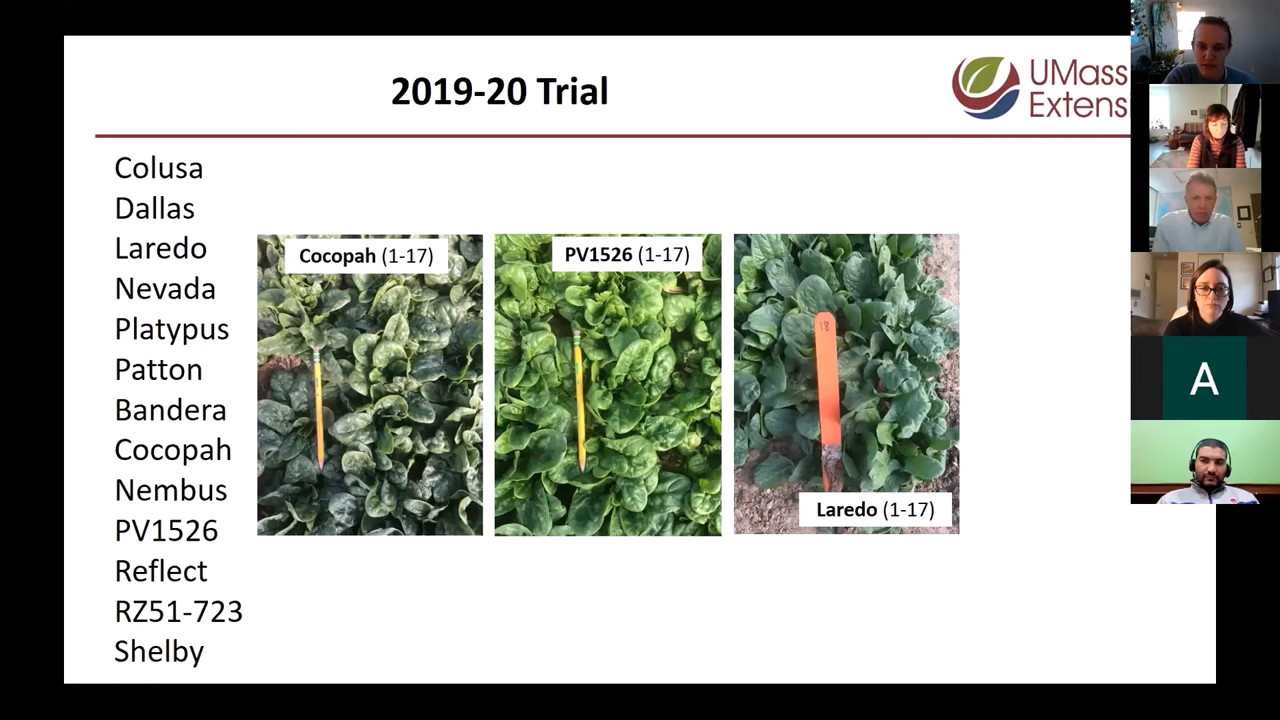 2019-20 Trial
UMass
Extens
Colusa
Dallas
Laredo
Nevada
Platypus
Patton
Bandera
Cocopah
Nembus
PV1526
Reflect
RZ51-723
Shelby
Cocopah (1-17)
PV1526 (1-17)
Laredo (1-17)
A